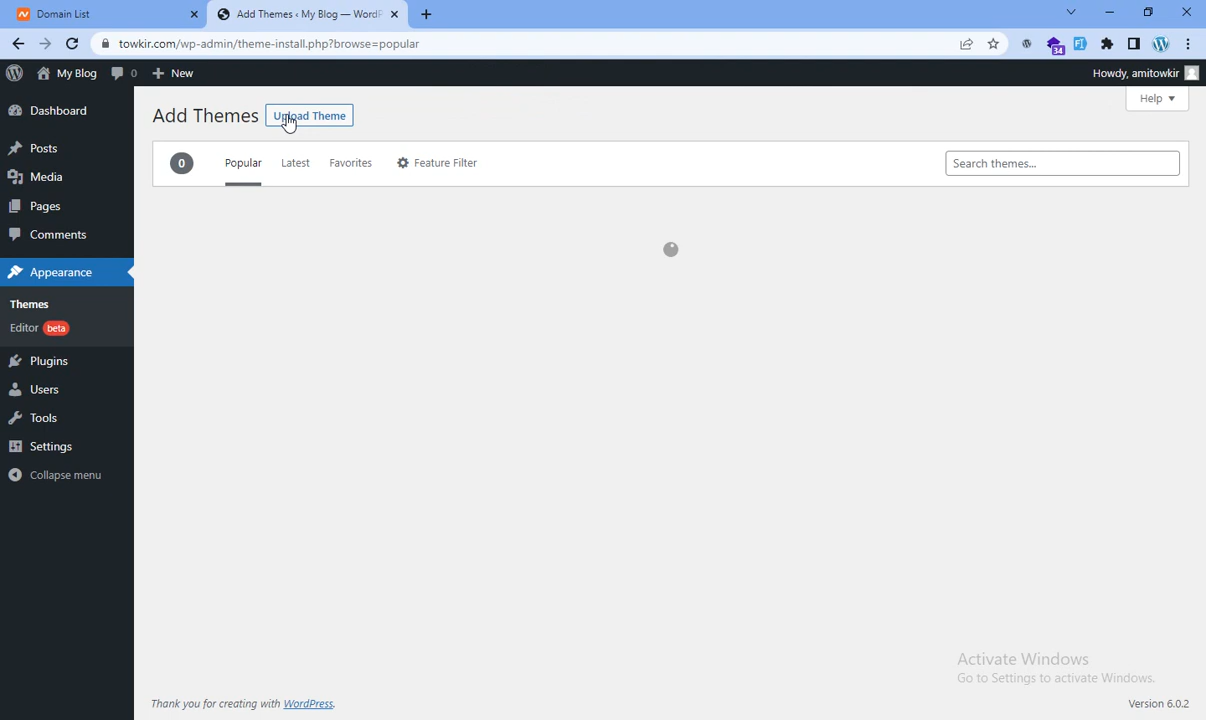 Domain List
Add Themes ‹ My Blog — WordP
towkir.com/wp-admin/theme-install.php?browse=popular
34
My Blog 0 New
Howdy, amitowkir
Help
Add Themes Upload Theme
0 Popular Latest Favorites Feature Filter Search themes...
Dashboard
Posts
Media
Pages
Comments
Appearance
Themes
Editor beta
Plugins
Users
Tools
Settings
Collapse menu
Activate Windows
Go to Settings to activate Windows.
Thank you for creating with WordPress.
Version 6.0.2